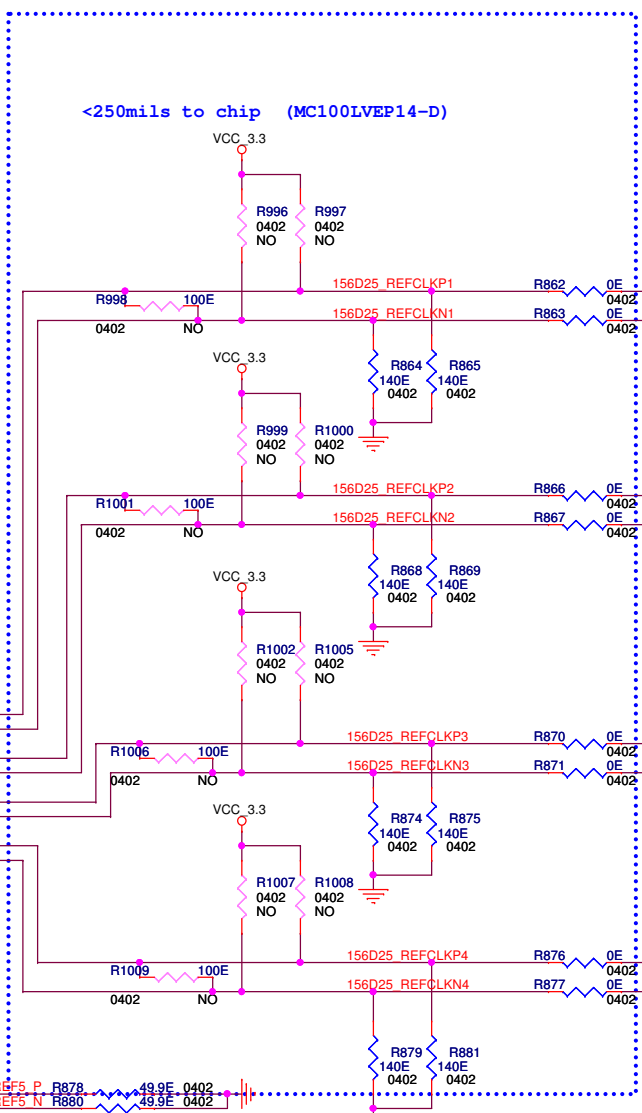 <250mils to chip (MC100LVEP14-D)
VCC_3.3
R996 R997
0402 0402
NO NO
156D25_REFCLKP1 R862 0E
R998 100E 0402
156D25_REFCLKN1 R863 0E
0402 NO 0402
VCC_3.3
R864 R865
140E 140E
0402 0402
R999 R1000
0402 0402
NO NO
156D25_REFCLKP2 R866 0E
R1001 100E 0402
156D25_REFCLKN2 R867 0E
0402 NO 0402
R868 R869
140E 140E
0402 0402
VCC_3.3
R1002 R1005
0402 0402
NO NO
156D25_REFCLKP3 R870 0E
R1006 100E 0402
156D25_REFCLKN3 R871 0E
0402 NO 0402
VCC_3.3
R874 R875
140E 140E
0402 0402
R1007 R1008
0402 0402
NO NO
156D25_REFCLKP4 R876 0E
R1009 100E 0402
156D25_REFCLKN4 R877 0E
0402 NO 0402
R879 R881
140E 140E
0402 0402
EF5_P R878 49.9E 0402
EF5_N R880 49.9E 0402